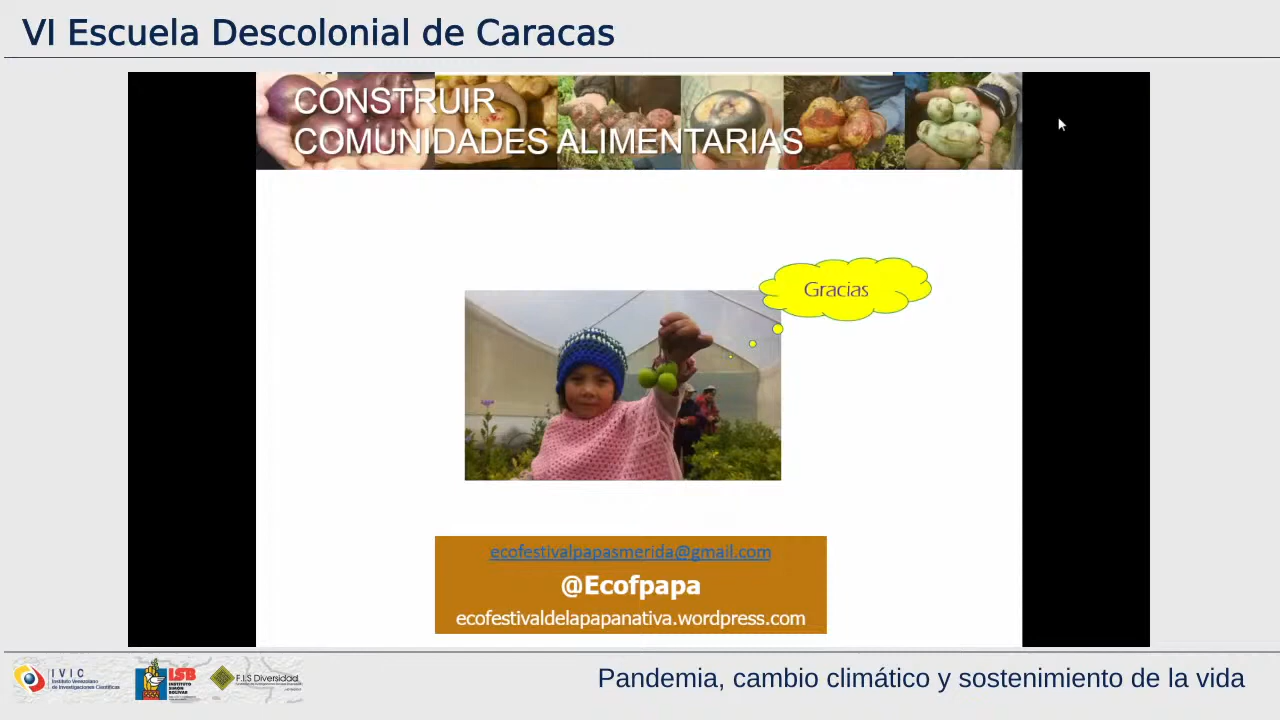 VI Escuela Descolonial de Caracas
CONSTRUIR
COMUNIDADES ALIMENTARIAS
Gracias
ecofestivalpapasmerida@gmail.com
@Ecofpapa
ecofestivaldelapapanativa.wordpress.com
IVIC
Instituto Venezolano
de Investigaciones Científicas
ISB
INSTITUTO
SIMÓN
BOLÍVAR
F.I.S Diversidad
Pandemia, cambio climático y sostenimiento de la vida